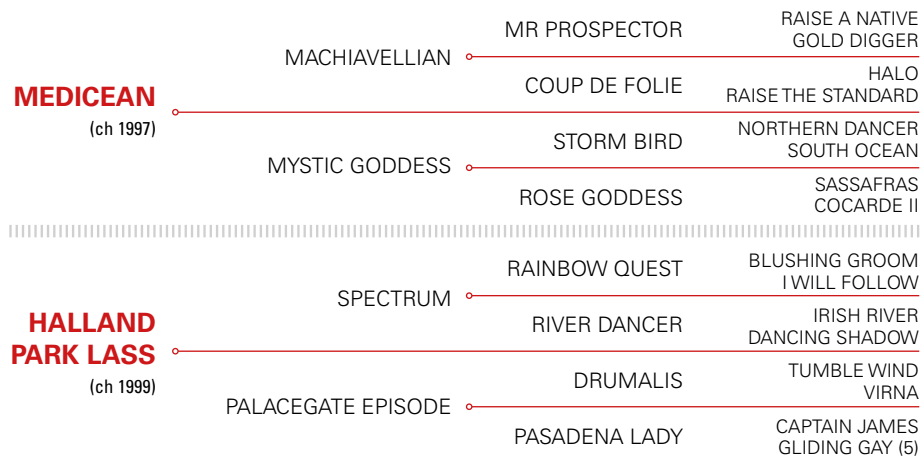 MEDICEAN
(ch 1997)
MACHIAVELLIAN
MR PROSPECTOR
RAISE A NATIVE
GOLD DIGGER
COUP DE FOLIE
HALO
RAISE THE STANDARD
MYSTIC GODDESS
STORM BIRD
NORTHERN DANCER
SOUTH OCEAN
ROSE GODDESS
SASSAFRAS
COCARDE II
HALLAND
PARK LASS
(ch 1999)
SPECTRUM
RAINBOW QUEST
BLUSHING GROOM
I WILL FOLLOW
RIVER DANCER
IRISH RIVER
DANCING SHADOW
PALACEGATE EPISODE
DRUMALIS
TUMBLE WIND
VIRNA
PASADENA LADY
CAPTAIN JAMES
GLIDING GAY (5)